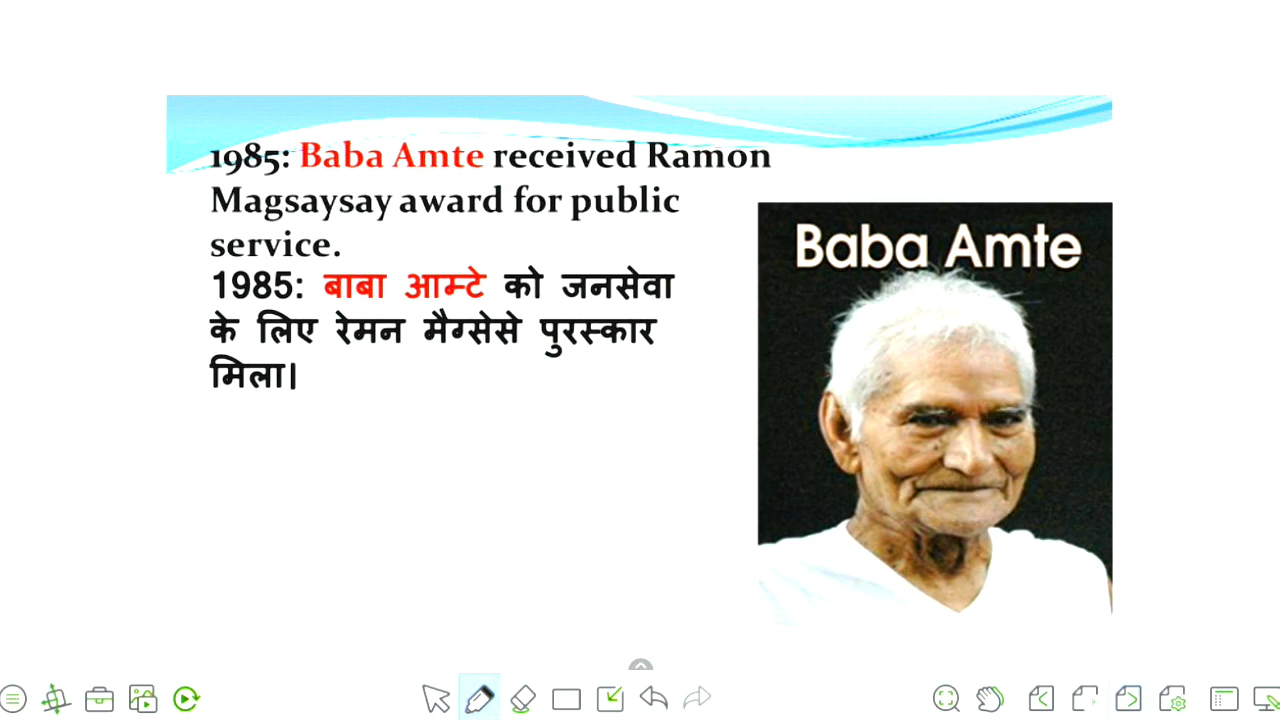 1985: Baba Amte received Ramon
Magsaysay award for public
service.
1985: बाबा आम्टे को जनसेवा
के लिए रेमन मैग्सेसे पुरस्कार
मिला।
Baba Amte